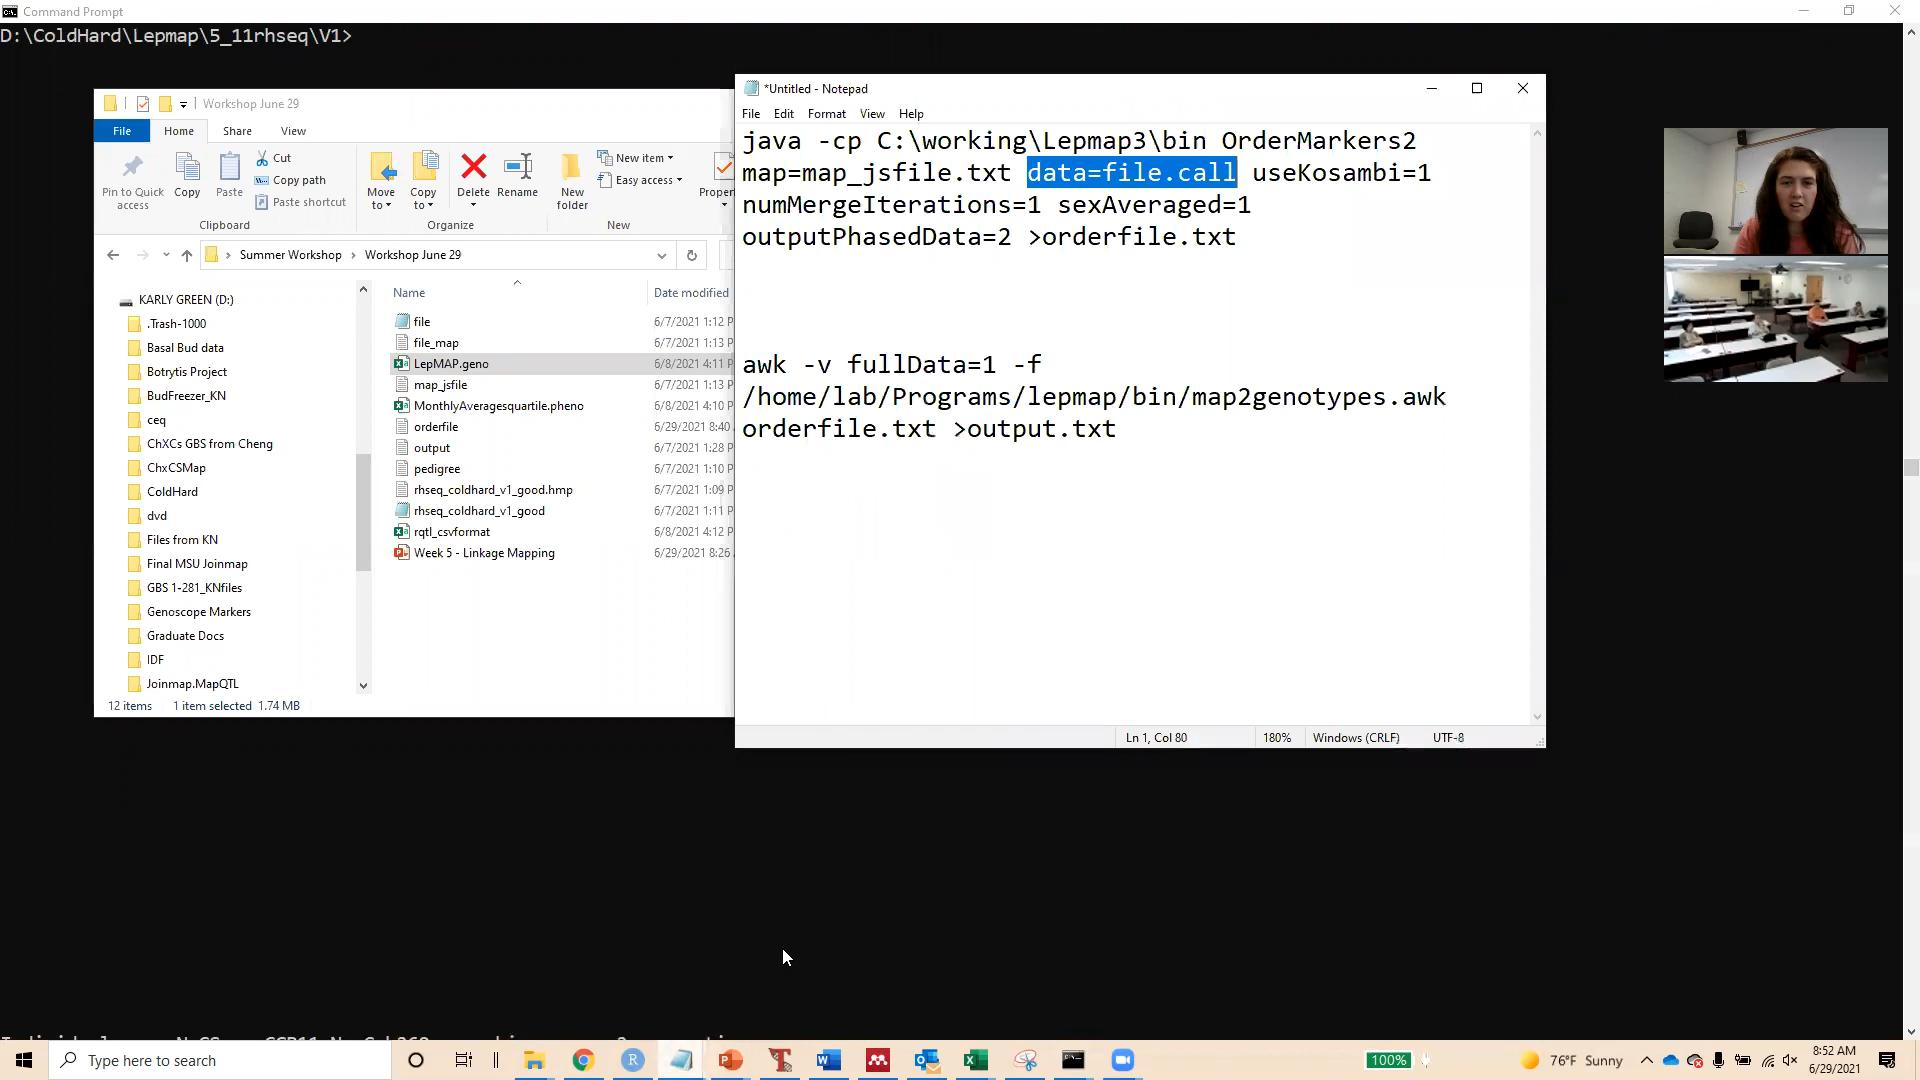 Command Prompt
D:\ColdHard\Lepmap\5_11rhseq\V1>
Workshop June 29
File Home Share View
Pin to Quick access
Copy
Paste
Cut
Copy path
Paste shortcut
Clipboard
Move to
Copy to
Delete
Rename
Organize
New folder
New item
Easy access
New
Proper
Summer Workshop > Workshop June 29
KARLY GREEN (D:)
.Trash-1000
Basal Bud data
Botrytis Project
BudFreezer_KN
ceq
ChXCs GBS from Cheng
ChxCSMap
ColdHard
dvd
Files from KN
Final MSU Joinmap
GBS 1-281_KNfiles
Genoscope Markers
Graduate Docs
IDF
Joinmap.MapQTL
Name Date modified
file 6/7/2021 1:12 P
file_map 6/7/2021 1:13 P
LepMAP.geno 6/8/2021 4:11 P
map_jsfile 6/7/2021 1:13 P
MonthlyAveragesquartile.pheno 6/8/2021 4:10 P
orderfile 6/29/2021 8:40
output 6/7/2021 1:28 P
pedigree 6/7/2021 1:10 P
rhseq_coldhard_v1_good.hmp 6/7/2021 1:09 P
rhseq_coldhard_v1_good 6/7/2021 1:11 P
rqtl_csvformat 6/8/2021 4:12 P
Week 5 - Linkage Mapping 6/29/2021 8:26
12 items 1 item selected 1.74 MB
*Untitled - Notepad
File Edit Format View Help
java -cp C:\working\Lepmap3\bin OrderMarkers2
map=map_jsfile.txt data=file.call useKosambi=1
numMergeIterations=1 sexAveraged=1
outputPhasedData=2 >orderfile.txt
awk -v fullData=1 -f
/home/lab/Programs/lepmap/bin/map2genotypes.awk
orderfile.txt >output.txt
Ln 1, Col 80 180% Windows (CRLF) UTF-8
Type here to search
100%
76°F Sunny
8:52 AM
6/29/2021